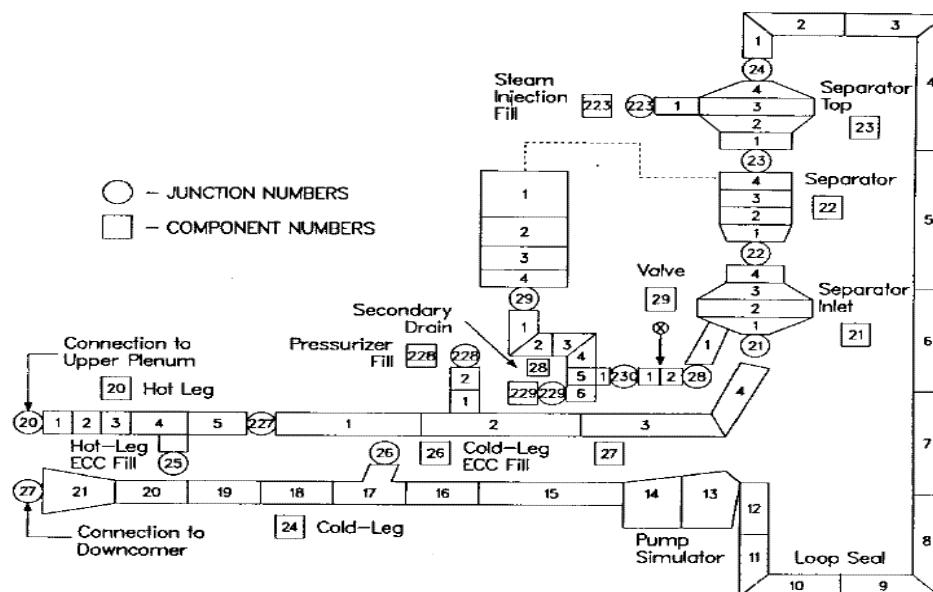 1 2 3
4
24
Steam
Injection
Fill
223 223 1
4
3
2
1
Separator
Top
23
23
JUNCTION NUMBERS
COMPONENT NUMBERS
1
2
3
4
4
3
2
1
Separator
22
5
22
29
Valve
29
4
3
2
1
Separator
Inlet
21
21
Secondary
Drain
1
2 3
4
5 1 230 1 2 28
6
1
28
229 229
6
Pressurizer
Fill
228 228
2
1
Connection to
Upper Plenum
20 Hot Leg
20 1 2 3 4 5 227 1 2 3 4
Hot-Leg
ECC Fill
25
26
26 Cold-Leg
ECC Fill
27
7
27 21 20 19 18 17 16 15 14 13
12
11
Connection to
Downcorner
24 Cold-Leg
Pump
Simulator
Loop Seal
8
10 9